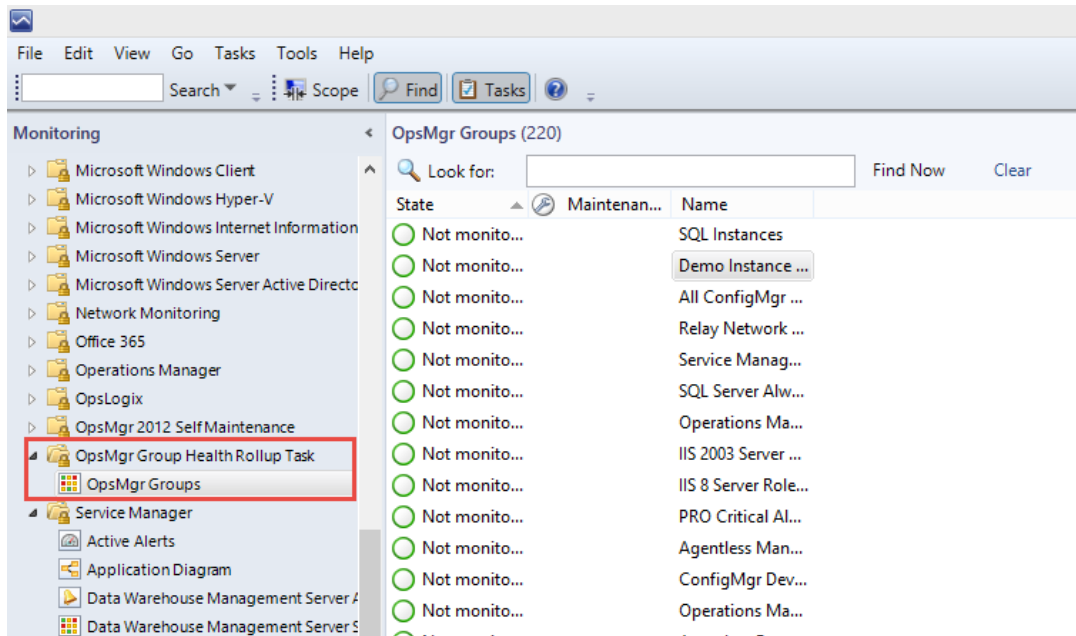 File Edit View Go Tasks Tools Help
Search Scope Find Tasks
Monitoring
Microsoft Windows Client
Microsoft Windows Hyper-V
Microsoft Windows Internet Information
Microsoft Windows Server
Microsoft Windows Server Active Directo
Network Monitoring
Office 365
Operations Manager
OpsLogix
OpsMgr 2012 Self Maintenance
OpsMgr Group Health Rollup Task
OpsMgr Groups
Service Manager
Active Alerts
Application Diagram
Data Warehouse Management Server A
Data Warehouse Management Server S
OpsMgr Groups (220)
Look for: Find Now Clear
State Maintenan... Name
Not monito... SQL Instances
Not monito... Demo Instance ...
Not monito... All ConfigMgr ...
Not monito... Relay Network ...
Not monito... Service Manag...
Not monito... SQL Server Alw...
Not monito... Operations Ma...
Not monito... IIS 2003 Server ...
Not monito... IIS 8 Server Role...
Not monito... PRO Critical Al...
Not monito... Agentless Man...
Not monito... ConfigMgr Dev...
Not monito... Operations Ma...